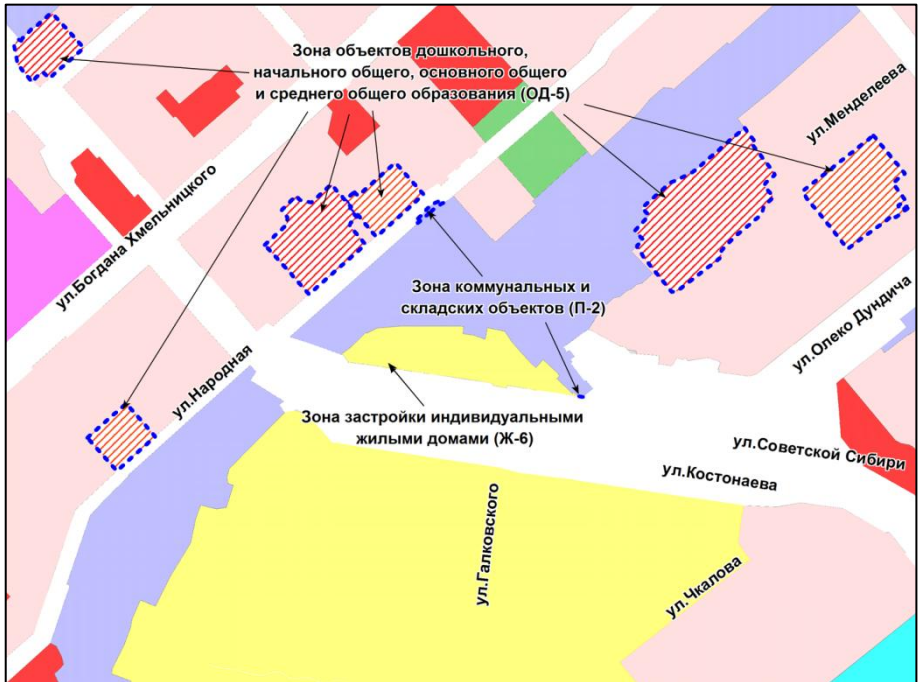 Зона объектов дошкольного,
начального общего, основного общего
и среднего общего образования (ОД-5)
ул.Менделеева
ул.Богдана Хмельницкого
Зона коммунальных и
складских объектов (П-2)
ул.Олеко Дундича
ул.Народная
Зона застройки индивидуальными
жилыми домами (Ж-6)
ул.Советской Сибири
ул.Костонаева
ул.Галковского
ул.Чкалова